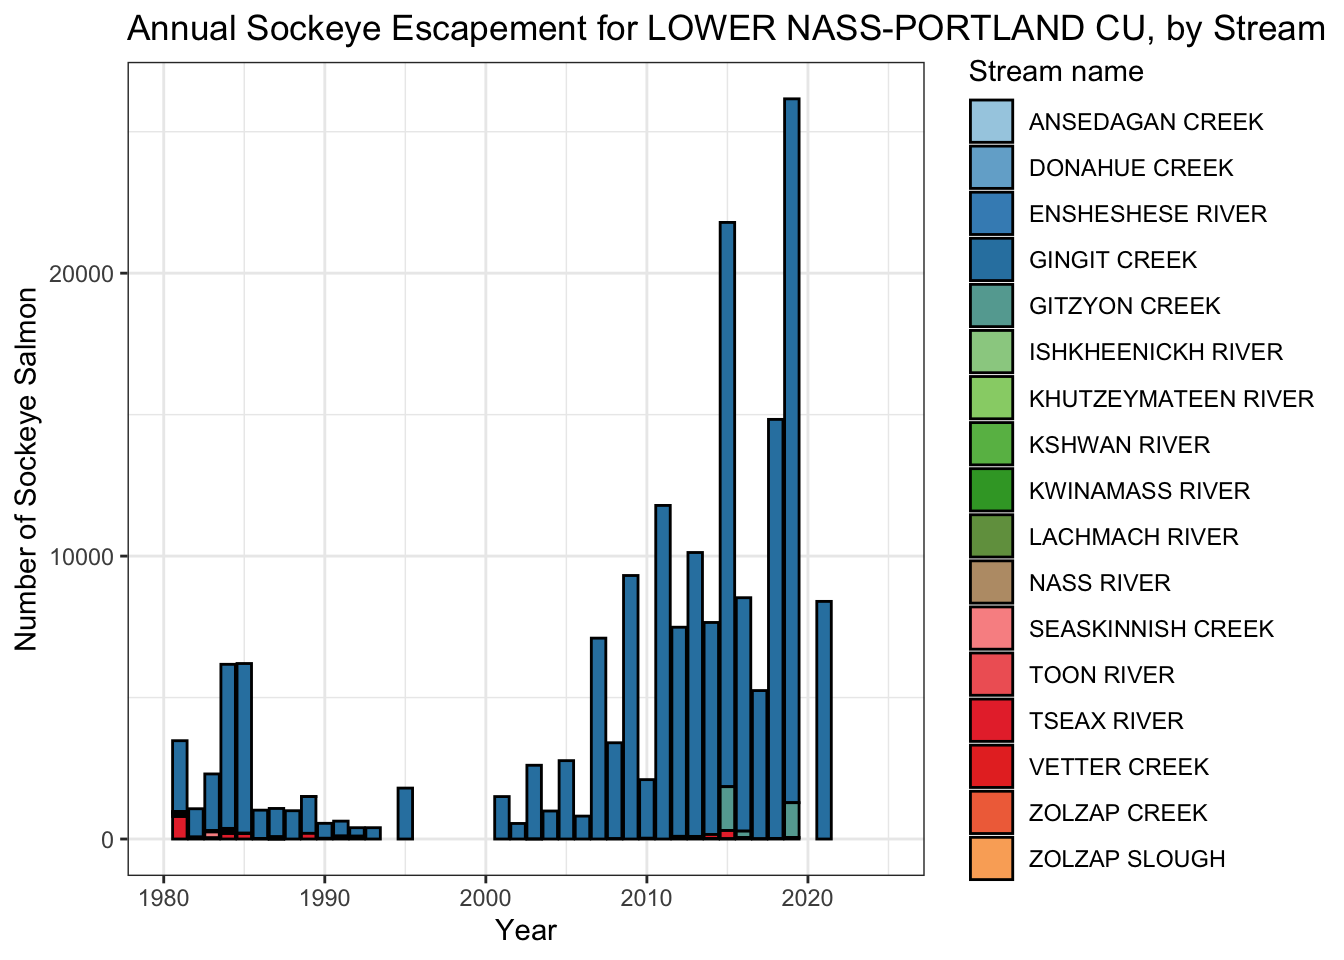 Annual Sockeye Escapement for LOWER NASS-PORTLAND CU, by Stream
Number of Sockeye Salmon
20000
10000
0
1980
1990
2000
2010
2020
Year
Stream name
ANSEDAGAN CREEK
DONAHUE CREEK
ENSHESHESE RIVER
GINGIT CREEK
GITZYON CREEK
ISHKHEENICKH RIVER
KHUTZEYMATEEN RIVER
KSHWAN RIVER
KWINAMASS RIVER
LACHMACH RIVER
NASS RIVER
SEASKINNISH CREEK
TOON RIVER
TSEAX RIVER
VETTER CREEK
ZOLZAP CREEK
ZOLZAP SLOUGH